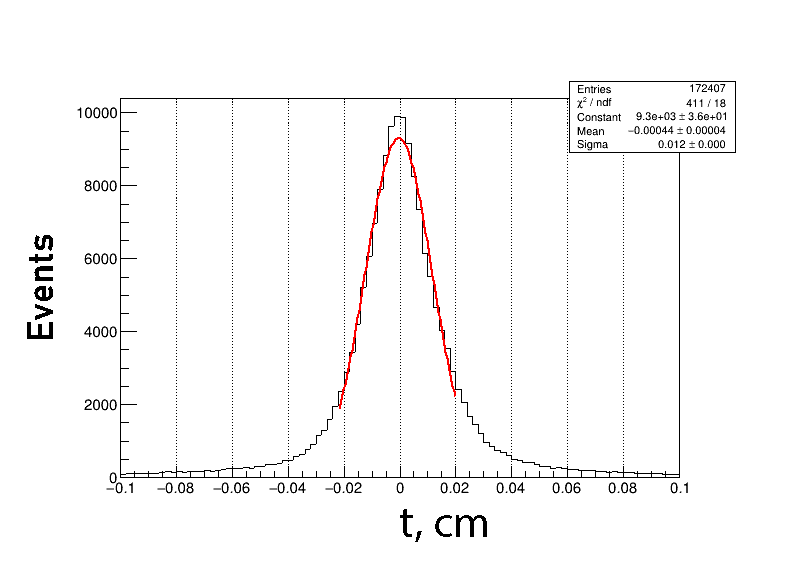 Entries 172407
χ² / ndf 411 / 18
Constant 9.3e+03 ± 3.6e+01
Mean −0.00044 ± 0.00004
Sigma 0.012 ± 0.000
10000
8000
6000
4000
2000
0
Events
−0.1 −0.08 −0.06 −0.04 −0.02 0 0.02 0.04 0.06 0.08 0.1
t, cm